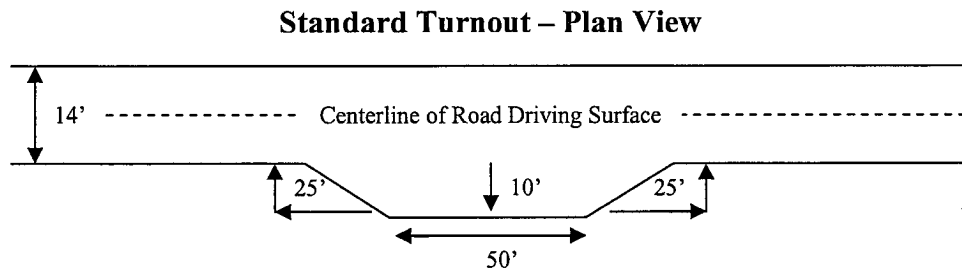 Standard Turnout – Plan View
14’
Centerline of Road Driving Surface
25’
10’
25’
50’